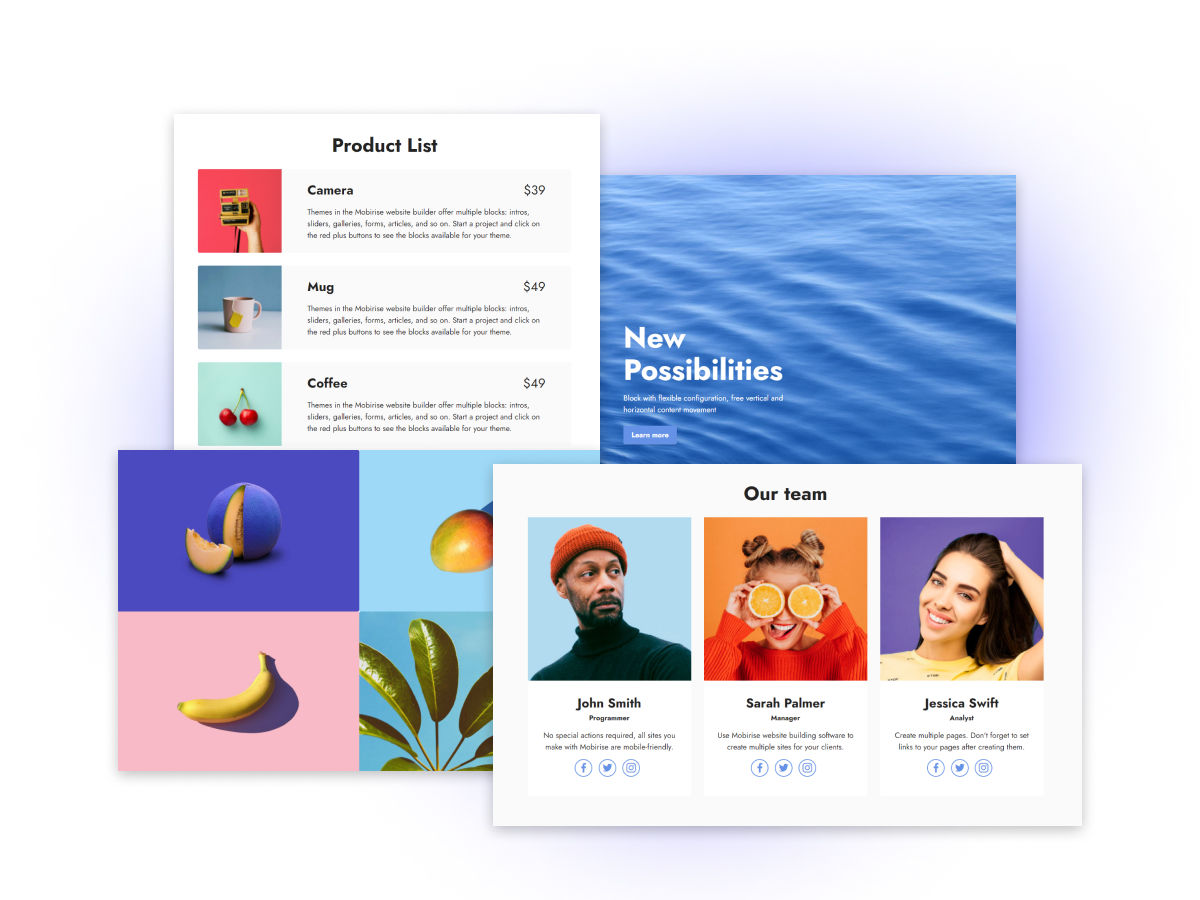 Product List
Camera
$39
Themes in the Mobirise website builder offer multiple blocks: intros,
sliders, galleries, forms, articles, and so on. Start a project and click on
the red plus buttons to see the blocks available for your theme.
Mug
$49
Themes in the Mobirise website builder offer multiple blocks: intros,
sliders, galleries, forms, articles, and so on. Start a project and click on
the red plus buttons to see the blocks available for your theme.
Coffee
$49
Themes in the Mobirise website builder offer multiple blocks: intros,
sliders, galleries, forms, articles, and so on. Start a project and click on
the red plus buttons to see the blocks available for your theme.
New
Possibilities
Block with flexible configuration, free vertical and
horizontal content movement
Learn more
Our team
John Smith
Programmer
No special actions required, all sites you
make with Mobirise are mobile-friendly.
Sarah Palmer
Manager
Use Mobirise website building software to
create multiple sites for your clients.
Jessica Swift
Analyst
Create multiple pages. Don't forget to set
links to your pages after creating them.